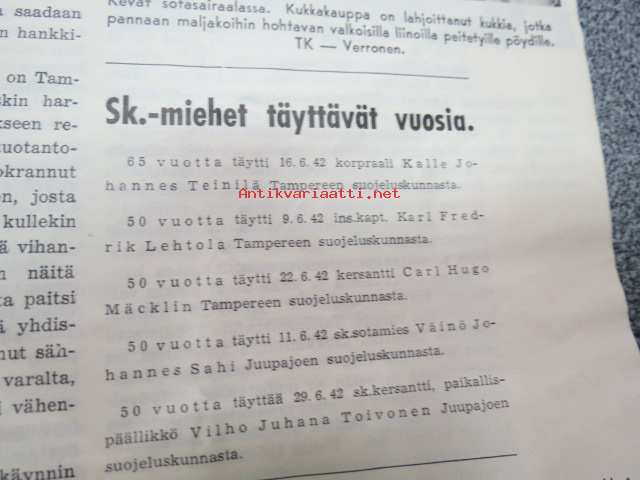 a saadaan
n hankki-
on Tam-
kin har-
kseen re-
uotanto-
okrannut
en, josta
kullekin
ä vihan-
n näitä
ta paitsi
ä yhdis-
nut säh-
varalta,
i vähen-
käynnin
Kevät sotasairaalassa. Kukkakauppa on lahjoittanut kukkia, jotka
pannaan maljakoihin hohtavan valkoisilla liinoilla peitetyille pöydille.
TK — Verronen.
Sk.-miehet täyttävät vuosia.
65 vuotta täytti 16.6.42 korpraali Kalle Jo-
hannes Teinilä Tampereen suojeluskunnasta.
Antikvariaatti.net
50 vuotta täytti 9.6.42 ins.kapt. Karl Fred-
rik Lehtola Tampereen suojeluskunnasta.
50 vuotta täytti 22.6.42 kersantti Carl Hugo
Mäcklin Tampereen suojeluskunnasta.
50 vuotta täytti 11.6.42 sk.sotamies Väinö Jo-
hannes Sahi Juupajoen suojeluskunnasta.
50 vuotta täyttää 29.6.42 sk.kersantti, paikallis-
päällikkö Vilho Juhana Toivonen Juupajoen
suojeluskunnasta.